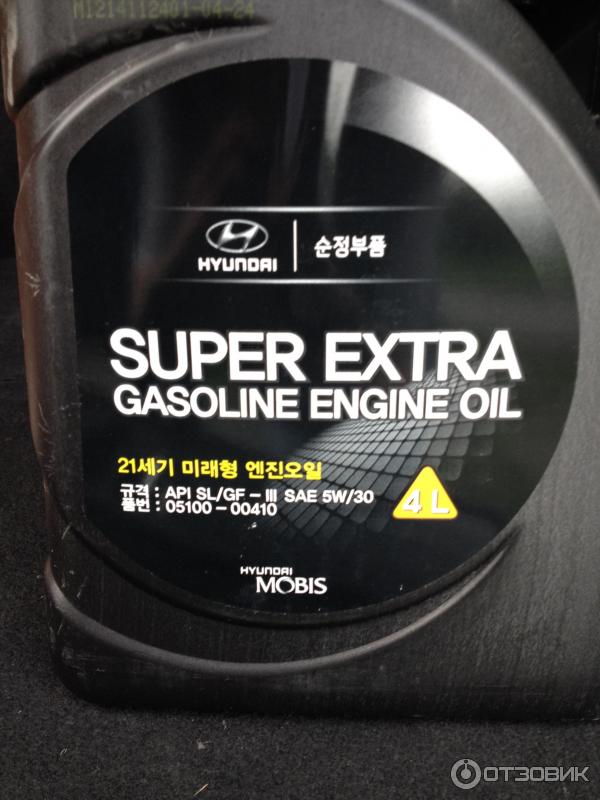 M1214112401-04-24
HYUNDAI
순정부품
SUPER EXTRA
GASOLINE ENGINE OIL
21세기 미래형 엔진오일
규격 : API SL/GF - III SAE 5W/30
품번 : 05100-00410
4 L
HYUNDAI
MOBIS
ОТЗОВИК